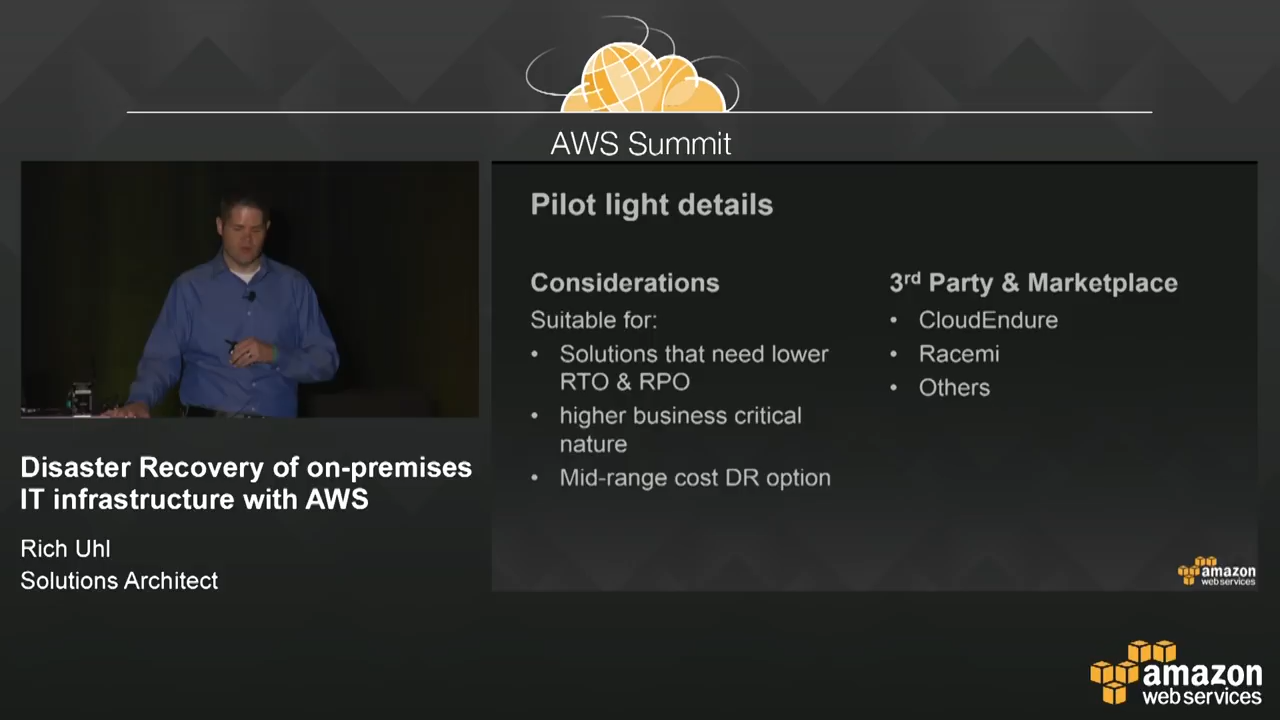 AWS Summit
Pilot light details
Considerations
Suitable for:
• Solutions that need lower
RTO & RPO
• higher business critical
nature
• Mid-range cost DR option
3rd Party & Marketplace
• CloudEndure
• Racemi
• Others
amazon
web services
Disaster Recovery of on-premises
IT infrastructure with AWS
Rich Uhl
Solutions Architect
amazon
web services